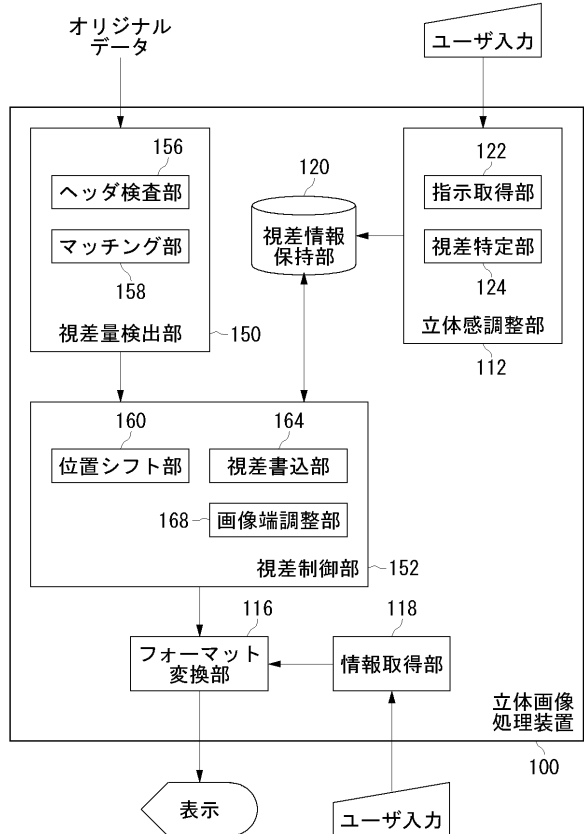 オリジナル
データ
ユーザ入力
156
ヘッダ検査部
マッチング部
158
視差量検出部
150
120
視差情報
保持部
122
指示取得部
視差特定部
124
立体感調整部
112
160
位置シフト部
164
視差書込部
168
画像端調整部
視差制御部
152
116
フォーマット
変換部
118
情報取得部
立体画像
処理装置
100
表示
ユーザ入力